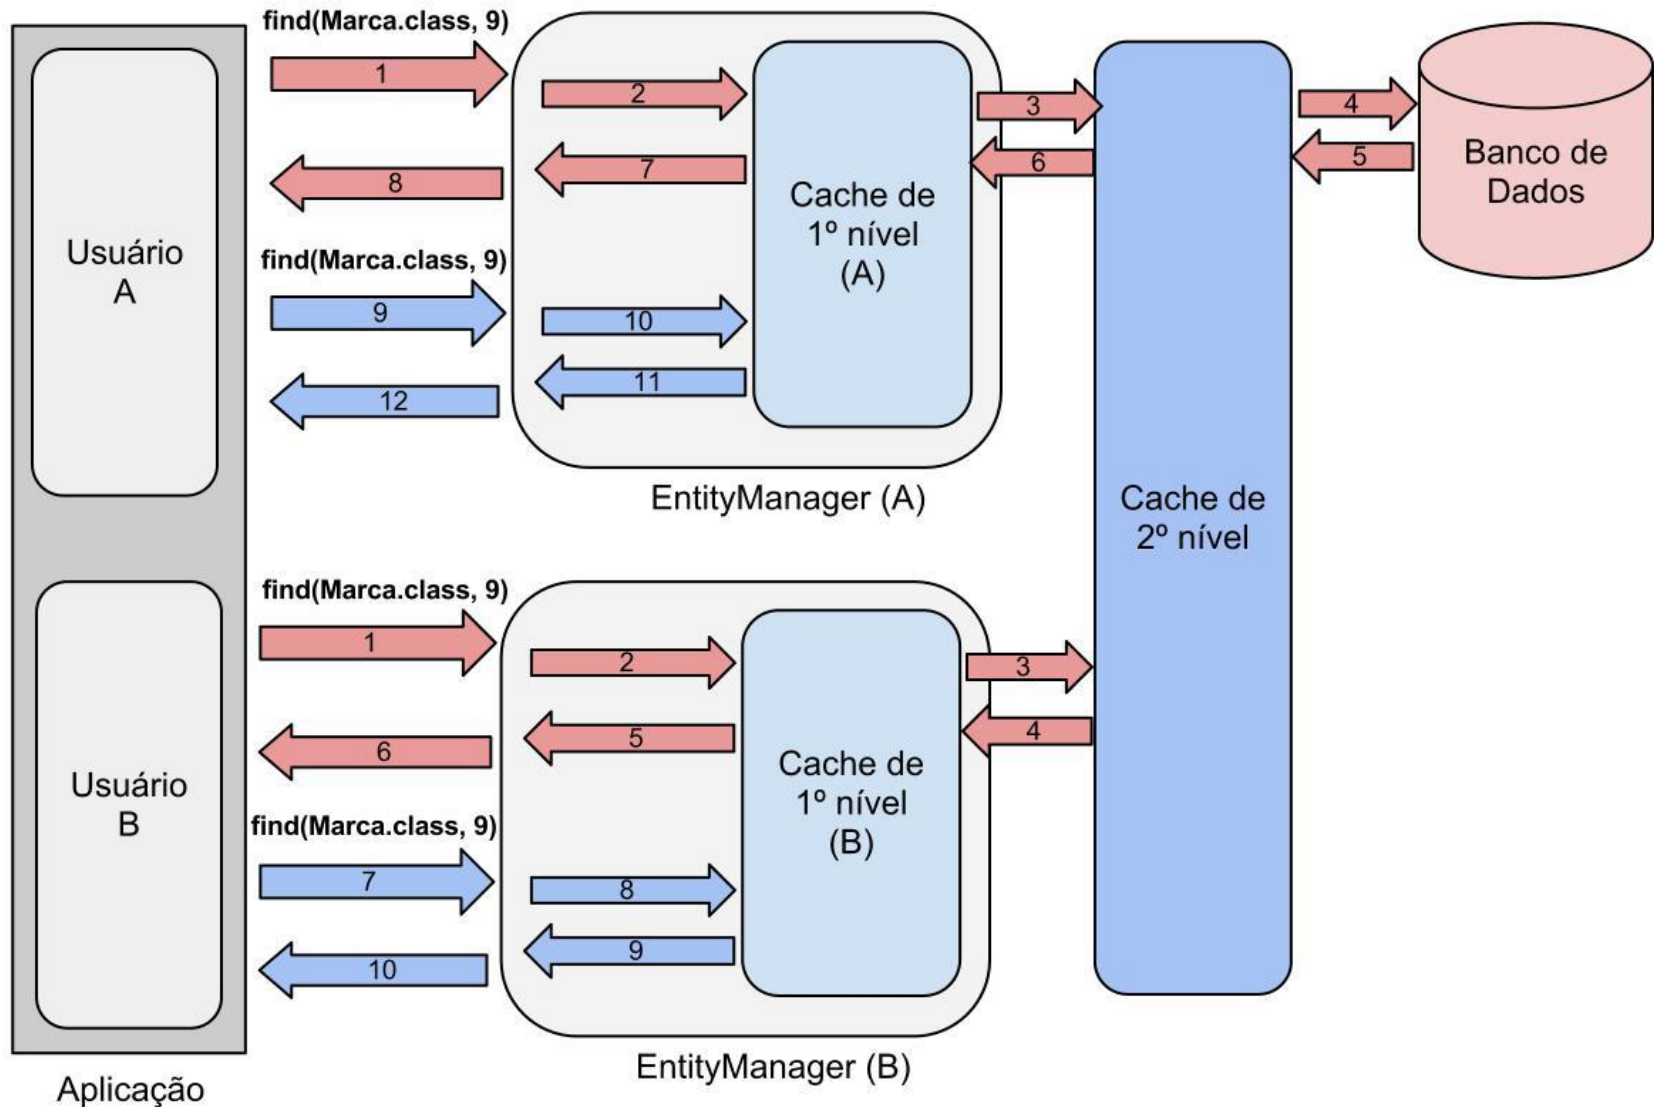 find(Marca.class, 9)
1
2
3
4
Banco de
Dados
5
6
7
8
Cache de
1º nível
(A)
Usuário
A
find(Marca.class, 9)
9
10
11
12
EntityManager (A)
Cache de
2º nível
find(Marca.class, 9)
1
2
3
4
5
6
Cache de
1º nível
(B)
Usuário
B
find(Marca.class, 9)
7
8
9
10
EntityManager (B)
Aplicação